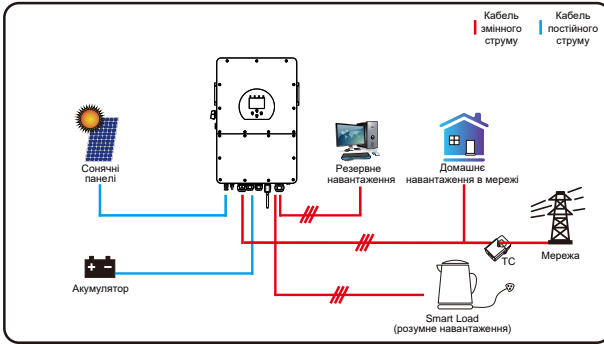 Кабель
змінного
струму
Кабель
постійного
струму
Сонячні
панелі
Резервне
навантаження
Домашнє
навантаження в мережі
ТС
Мережа
Акумулятор
Smart Load
(розумне навантаження)